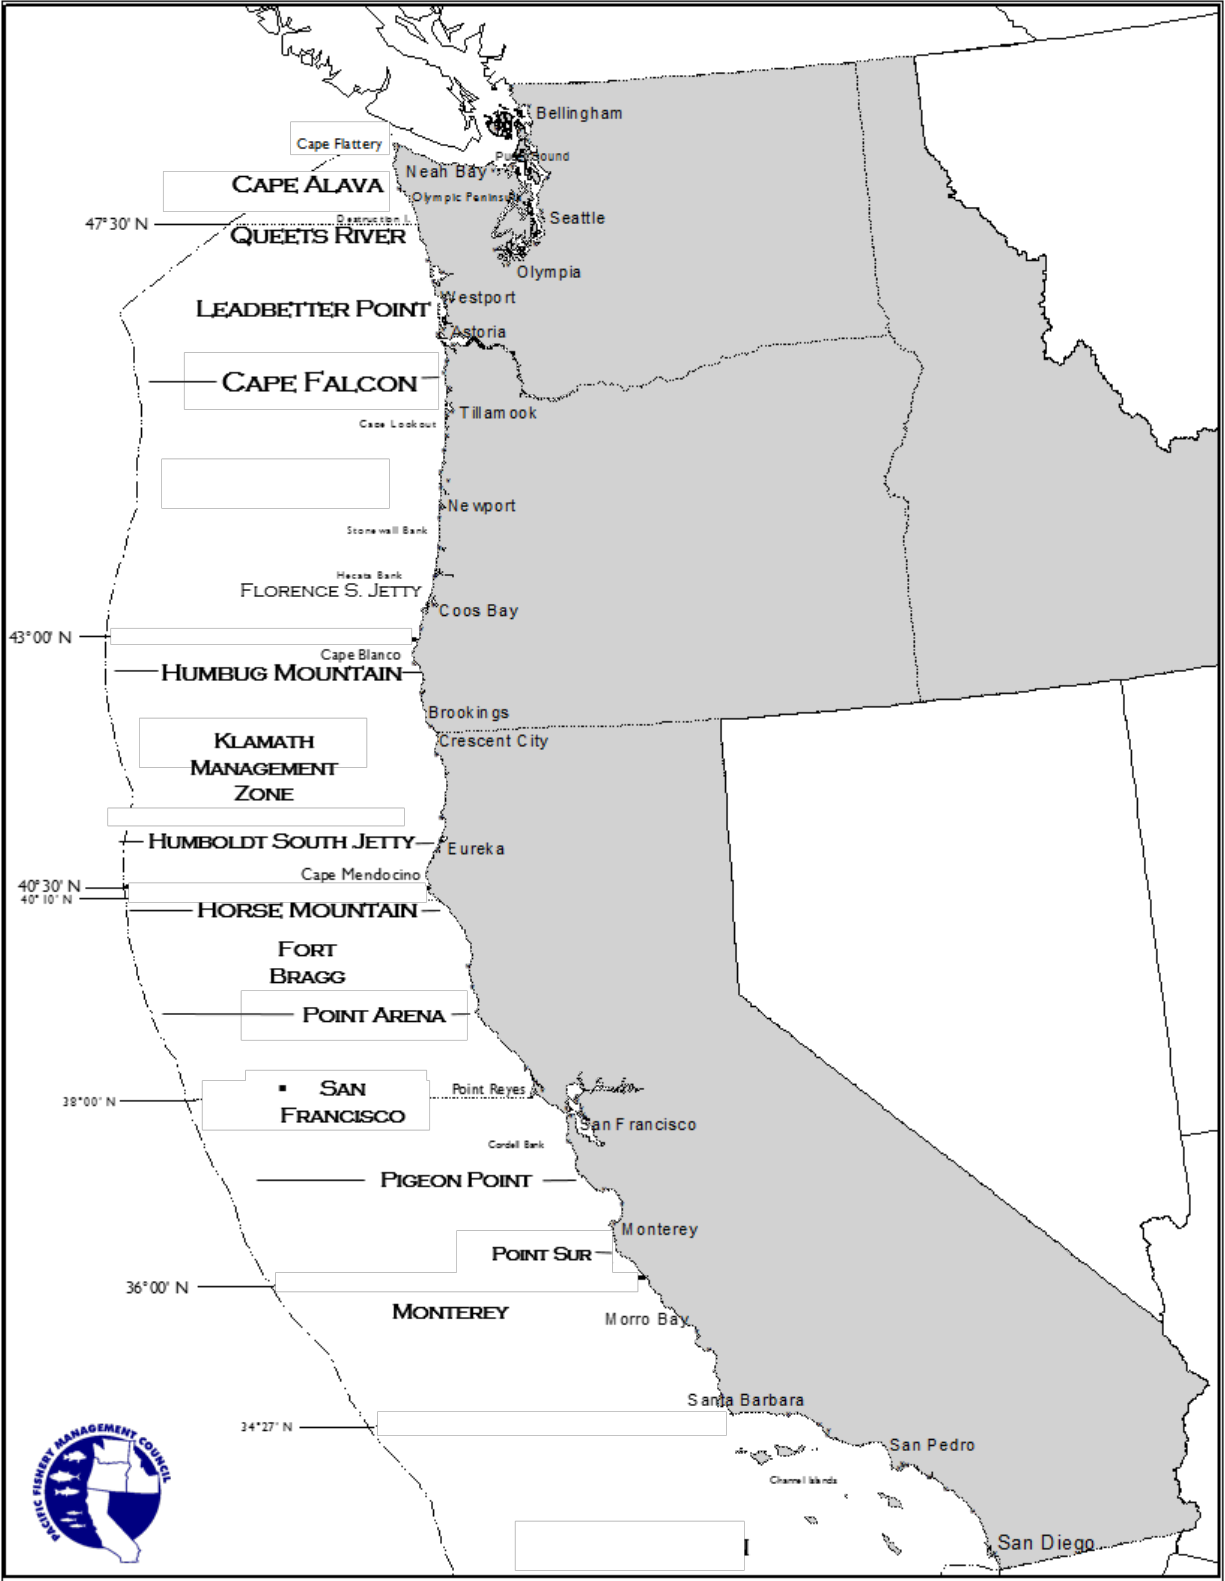 Bellingham
Cape Flattery
Puget Sound
Neah Bay
CAPE ALAVA
Olympic Peninsula
Destruction I.
Seattle
47°30' N
QUEETS RIVER
Olympia
Westport
LEADBETTER POINT
Astoria
CAPE FALCON
Tillamook
Cape Lookout
Newport
Stonewall Bank
Heceta Bank
FLORENCE S. JETTY
Coos Bay
43°00' N
Cape Blanco
HUMBUG MOUNTAIN
Brookings
Crescent City
KLAMATH
MANAGEMENT
ZONE
HUMBOLDT SOUTH JETTY
Eureka
Cape Mendocino
40°30' N
40°10' N
HORSE MOUNTAIN
FORT
BRAGG
POINT ARENA
SAN
FRANCISCO
Point Reyes
38°00' N
San Francisco
Cordell Bank
PIGEON POINT
Monterey
POINT SUR
36°00' N
MONTEREY
Morro Bay
Santa Barbara
34°27' N
San Pedro
Channel Islands
San Diego
PACIFIC FISHERY MANAGEMENT COUNCIL